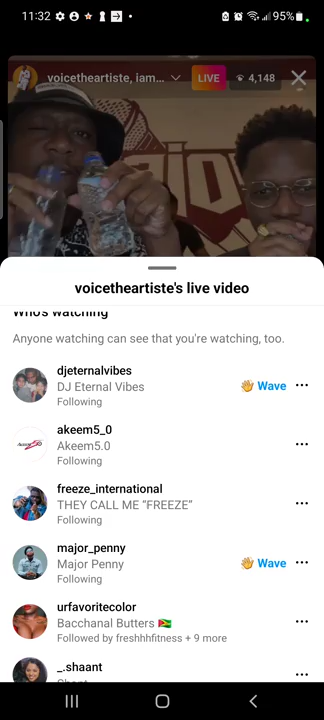 11:32
95%
voicetheartiste, iam...
LIVE
4,148
voicetheartiste's live video
Who's watching
Anyone watching can see that you're watching, too.
djeternalvibes
DJ Eternal Vibes
Following
👋 Wave
akeem5_0
Akeem5.0
Following
freeze_international
THEY CALL ME “FREEZE”
Following
major_penny
Major Penny
Following
👋 Wave
urfavoritecolor
Bacchanal Butters 🇬🇾
Followed by freshhhfitness + 9 more
_.shaant